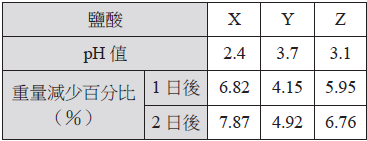 鹽酸 X Y Z
pH 值 2.4 3.7 3.1
重量減少百分比
（％）
1 日後 6.82 4.15 5.95
2 日後 7.87 4.92 6.76